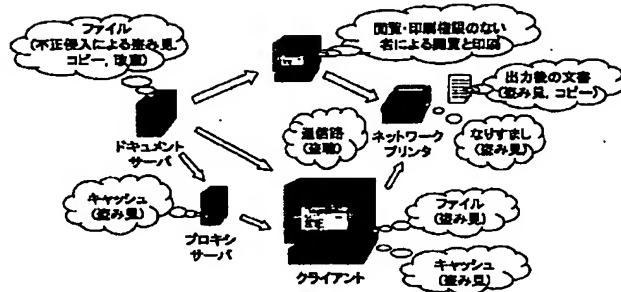 ファイル
(不正侵入による盗み見,
コピー, 改竄)
閲覧・印刷権限のない
者による閲覧と印刷
出力後の文書
(盗み見, コピー)
ドキュメント
サーバ
通信路
(盗聴)
ネットワーク
プリンタ
なりすまし
(盗み見)
キャッシュ
(盗み見)
プロキシ
サーバ
クライアント
ファイル
(盗み見)
キャッシュ
(盗み見)